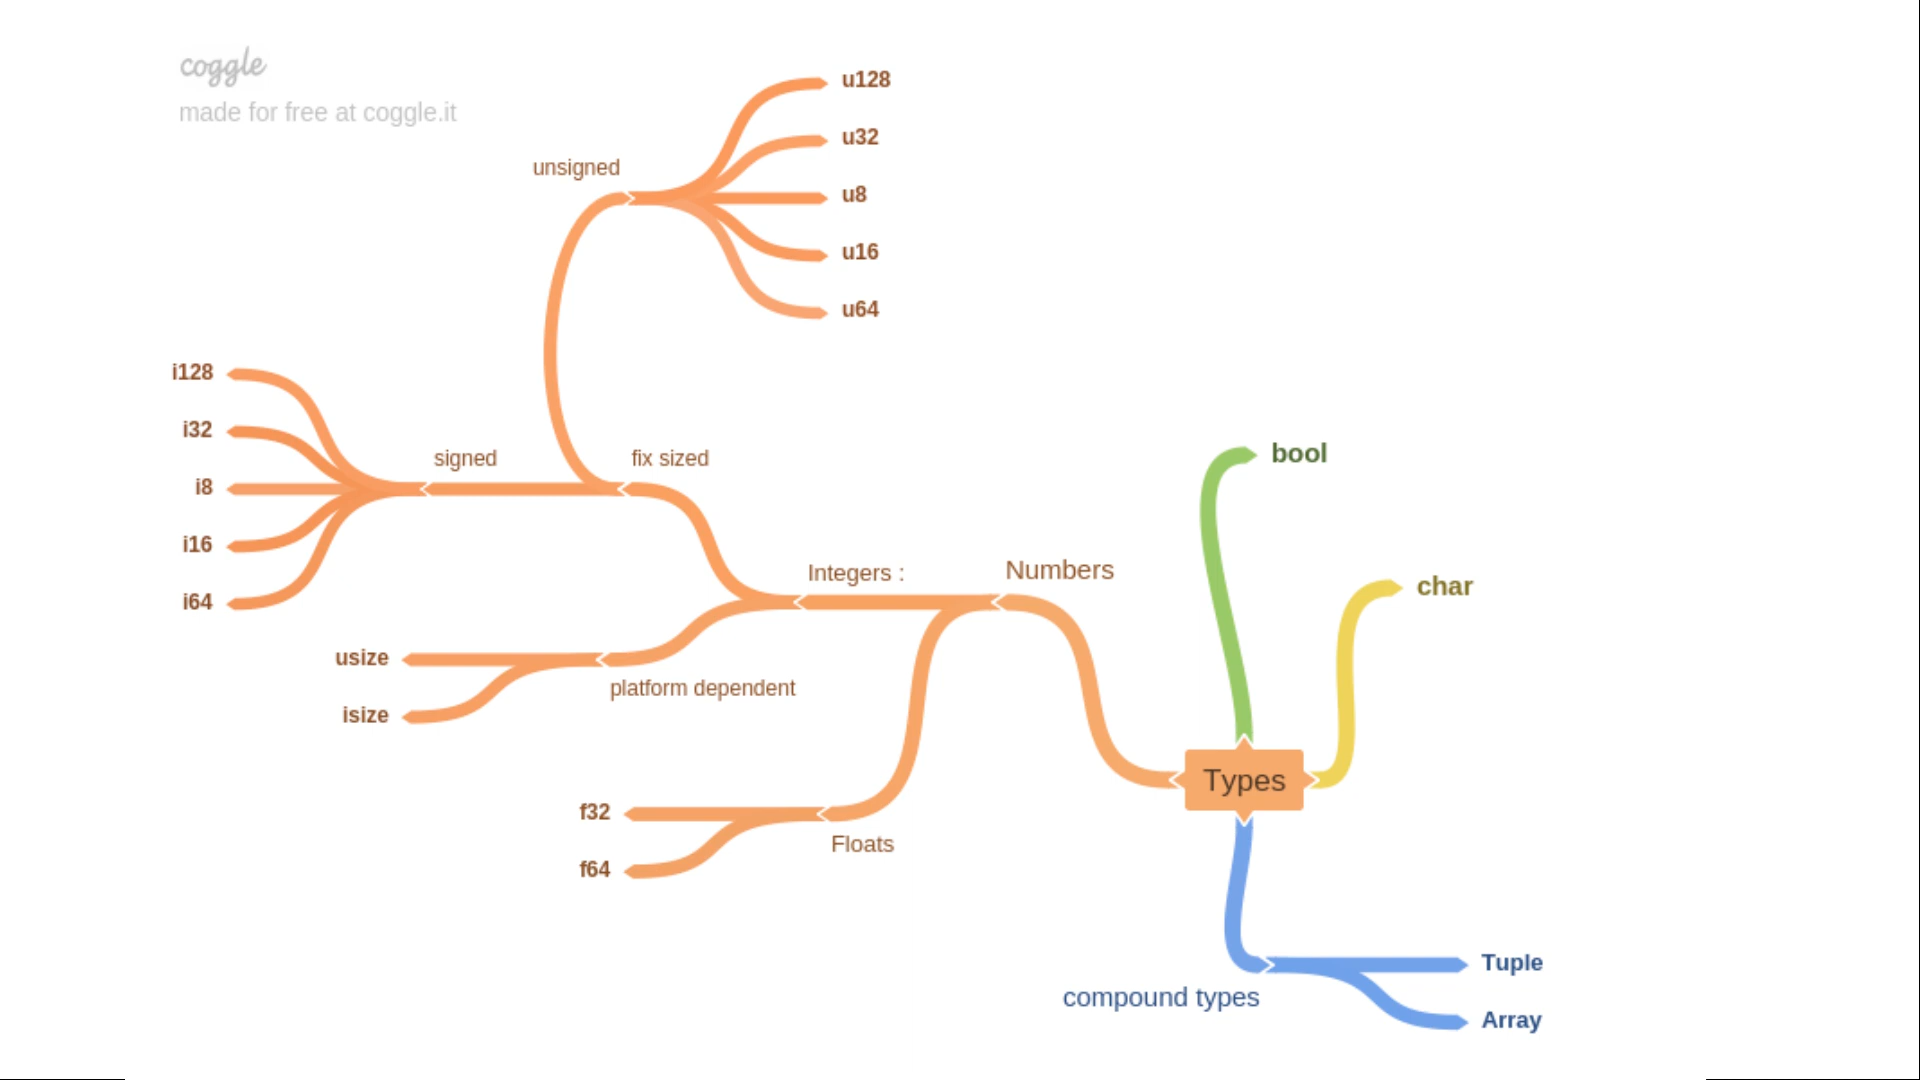 coggle
made for free at coggle.it
u128
u32
unsigned
u8
u16
u64
i128
i32
signed
fix sized
i8
i16
i64
bool
Integers :
Numbers
char
usize
platform dependent
isize
Types
f32
Floats
f64
Tuple
compound types
Array